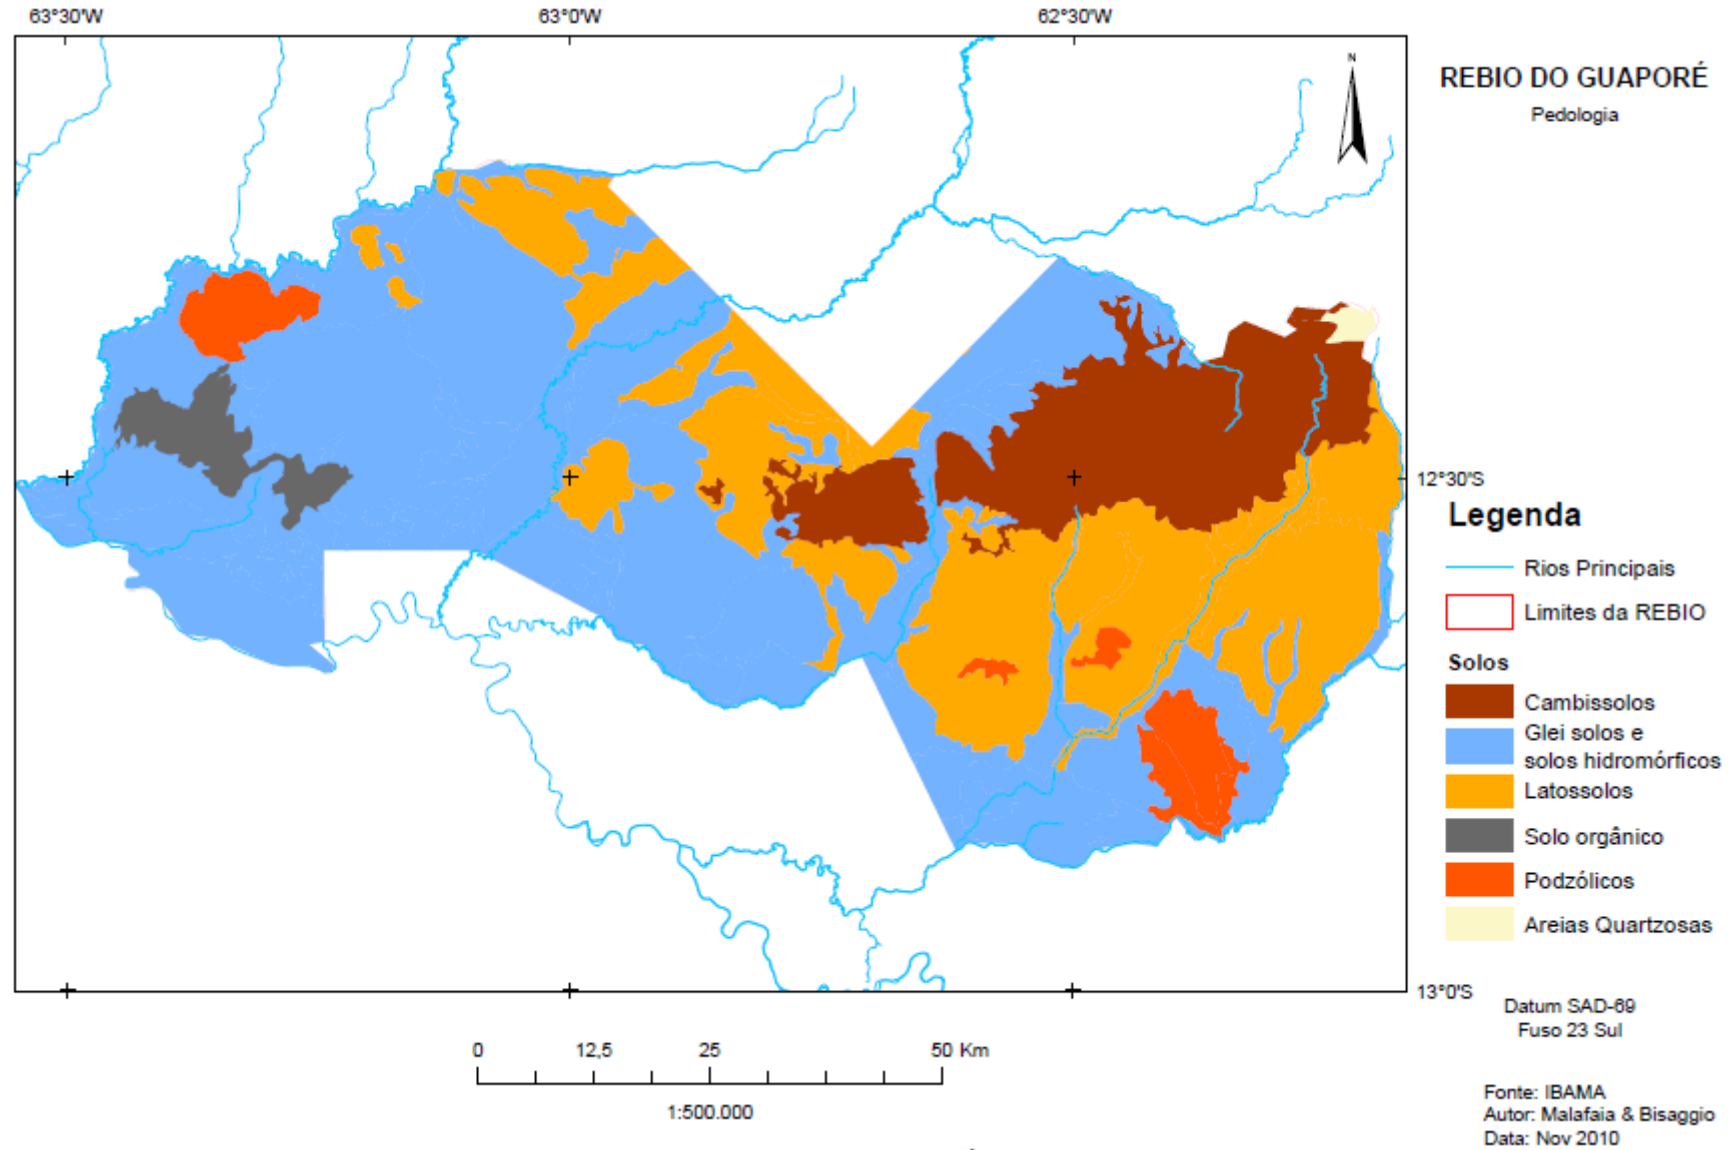 63°30'W 63°0'W 62°30'W
N
REBIO DO GUAPORÉ
Pedologia
12°30'S
Legenda
Rios Principais
Limites da REBIO
Solos
Cambissolos
Glei solos e
solos hidromórficos
Latossolos
Solo orgânico
Podzólicos
Areias Quartzosas
13°0'S
Datum SAD-69
Fuso 23 Sul
0 12,5 25 50 Km
1:500.000
Fonte: IBAMA
Autor: Malafaia & Bisaggio
Data: Nov 2010